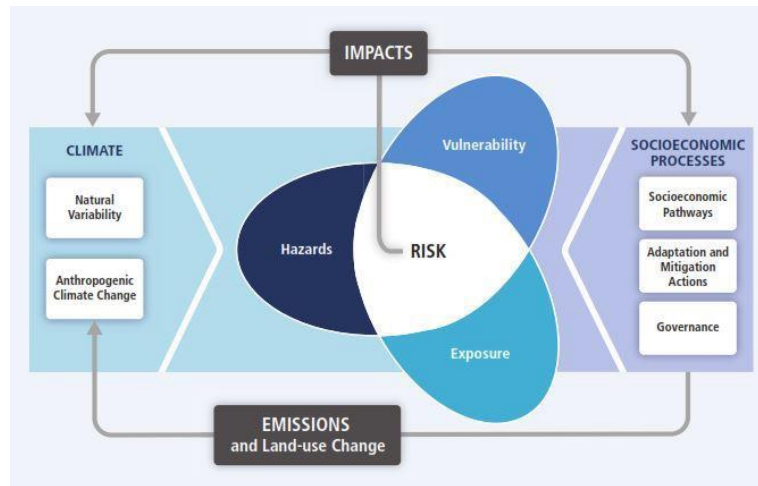 IMPACTS
CLIMATE
Natural
Variability
Anthropogenic
Climate Change
Vulnerability
Hazards
RISK
Exposure
SOCIOECONOMIC
PROCESSES
Socioeconomic
Pathways
Adaptation and
Mitigation
Actions
Governance
EMISSIONS
and Land-use Change